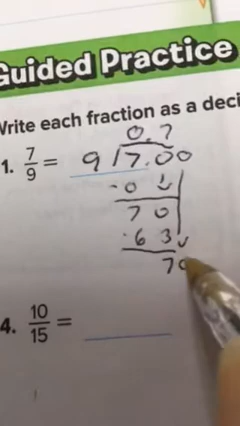 Guided Practice
Write each fraction as a deci
0.7
1. 7/9 = 9 17.00
-0
70
-63
70
4. 10/15 =